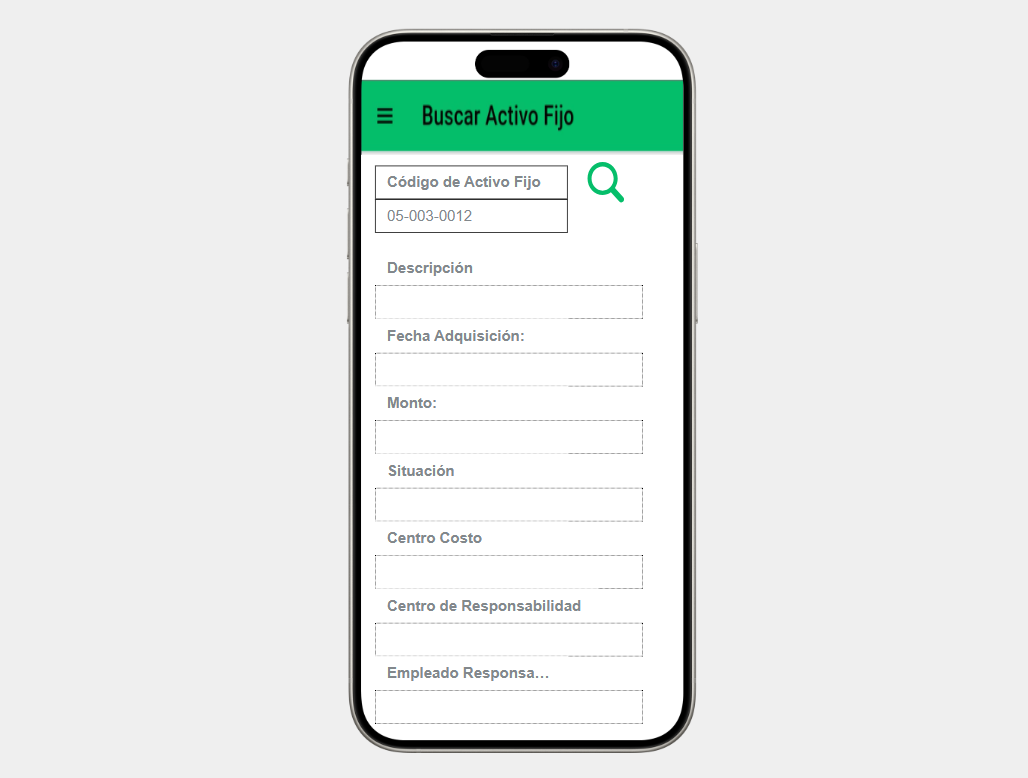 Buscar Activo Fijo
Código de Activo Fijo
05-003-0012
Descripción
Fecha Adquisición:
Monto:
Situación
Centro Costo
Centro de Responsabilidad
Empleado Responsa...